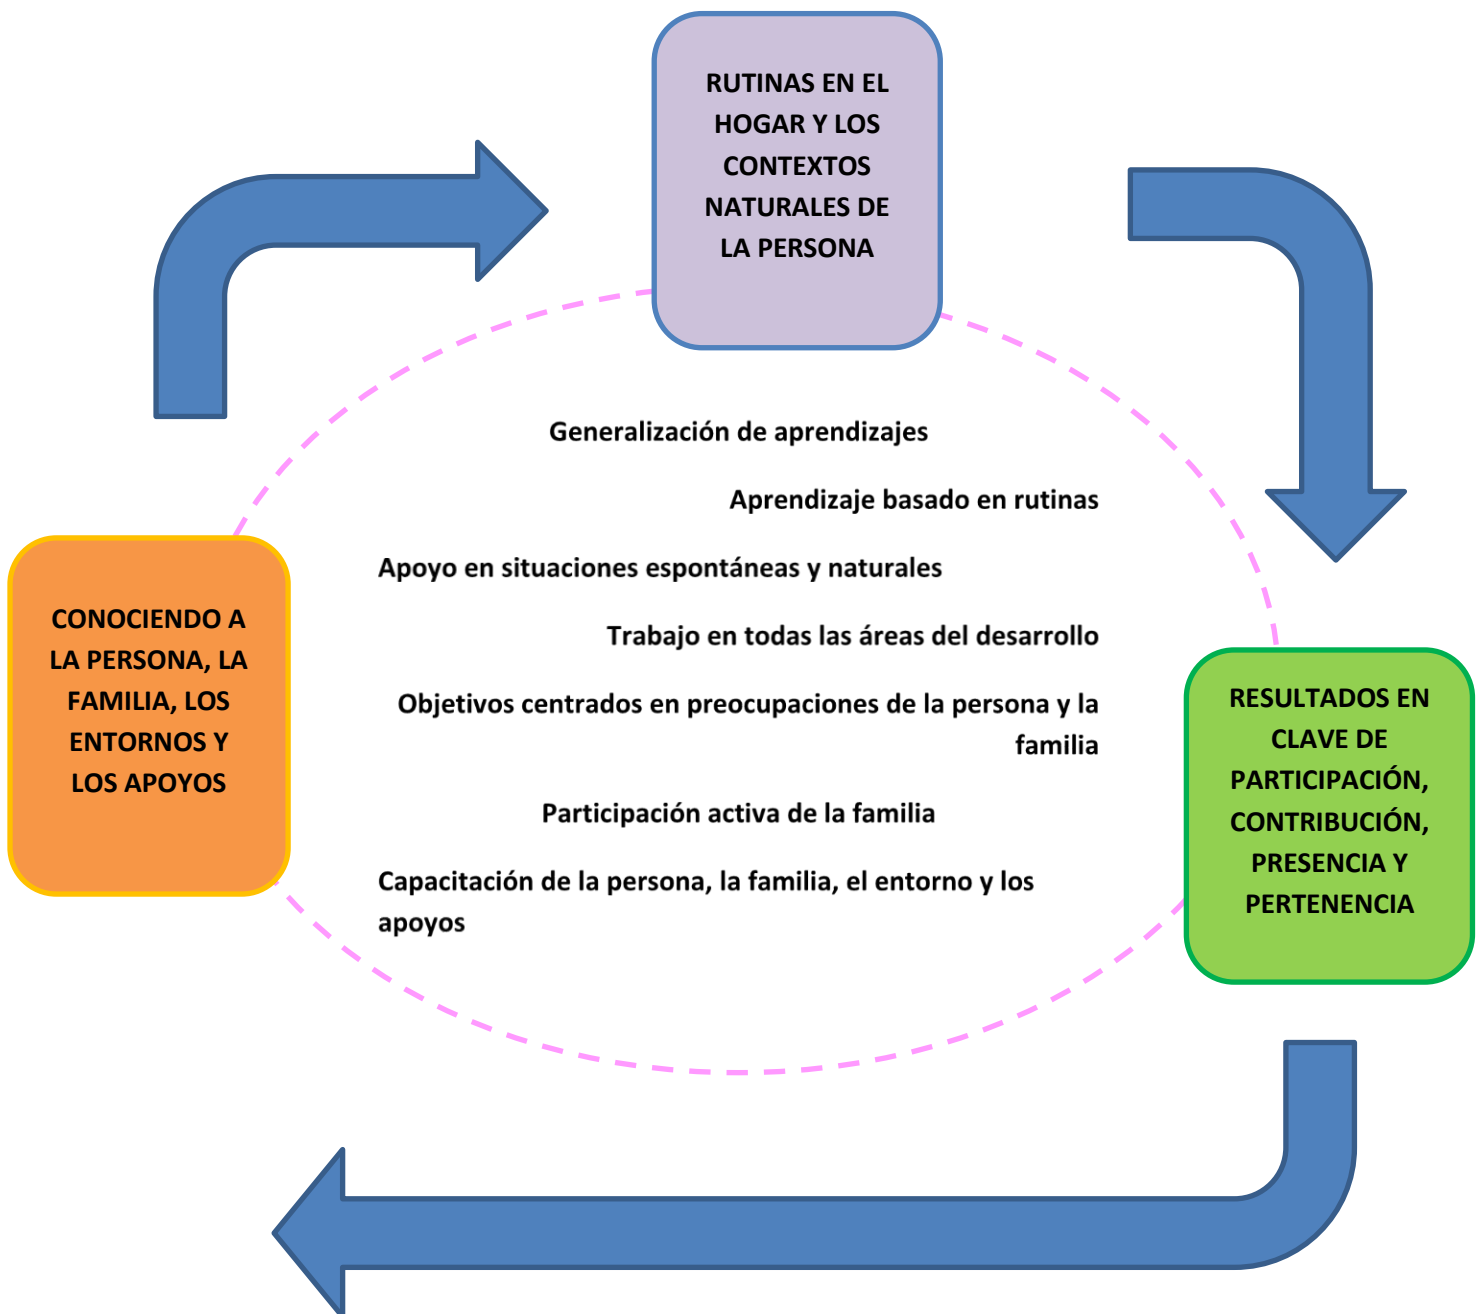 RUTINAS EN EL
HOGAR Y LOS
CONTEXTOS
NATURALES DE
LA PERSONA
Generalización de aprendizajes
Aprendizaje basado en rutinas
Apoyo en situaciones espontáneas y naturales
Trabajo en todas las áreas del desarrollo
Objetivos centrados en preocupaciones de la persona y la
familia
Participación activa de la familia
Capacitación de la persona, la familia, el entorno y los
apoyos
CONOCIENDO A
LA PERSONA, LA
FAMILIA, LOS
ENTORNOS Y
LOS APOYOS
RESULTADOS EN
CLAVE DE
PARTICIPACIÓN,
CONTRIBUCIÓN,
PRESENCIA Y
PERTENENCIA